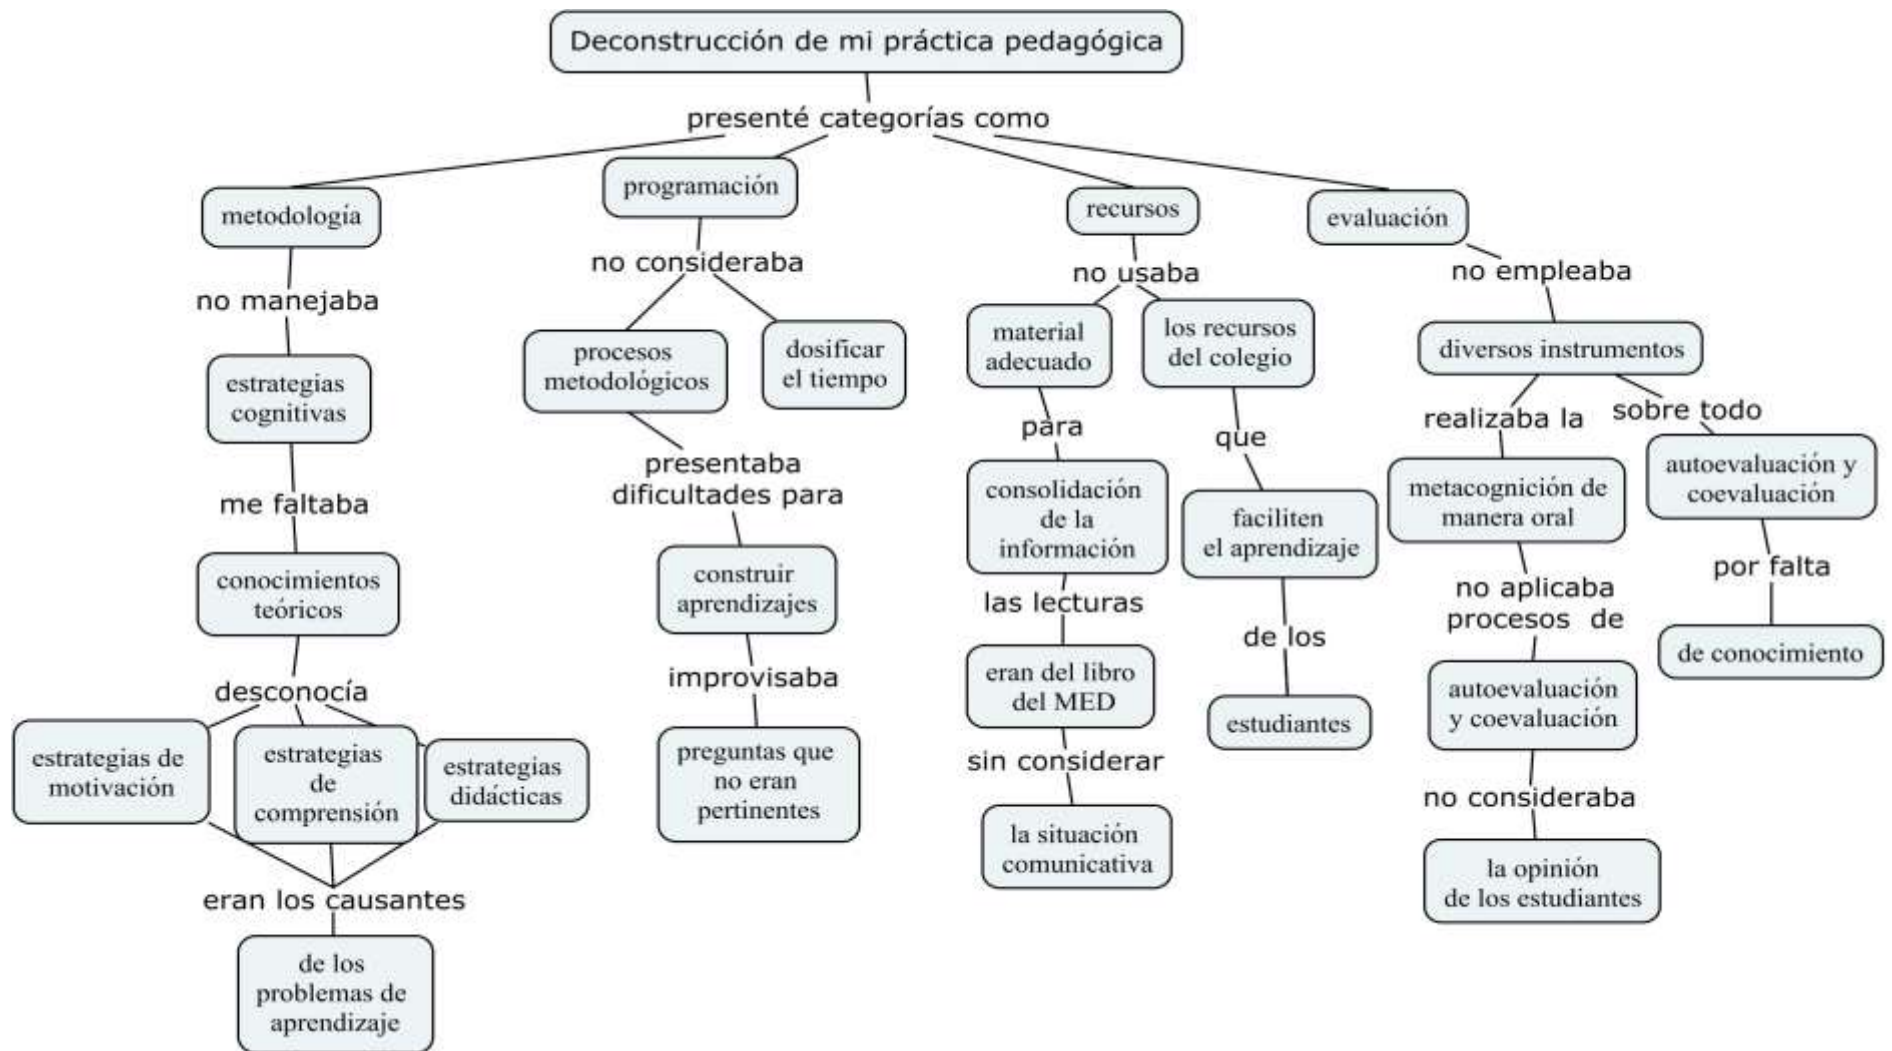 Deconstrucción de mi práctica pedagógica
presenté categorías como
metodología
no manejaba
estrategias
cognitivas
me faltaba
conocimientos
teóricos
desconocía
estrategias de
motivación
estrategias
de
comprensión
estrategias
didácticas
eran los causantes
de los
problemas de
aprendizaje
programación
no consideraba
procesos
metodológicos
dosificar
el tiempo
presentaba
dificultades para
construir
aprendizajes
improvisaba
preguntas que
no eran
pertinentes
recursos
no usaba
material
adecuado
para
consolidación
de la
información
las lecturas
eran del libro
del MED
sin considerar
la situación
comunicativa
los recursos
del colegio
que
faciliten
el aprendizaje
de los
estudiantes
evaluación
no empleaba
diversos instrumentos
realizaba la
metacognición de
manera oral
no aplicaba
procesos de
autoevaluación
y coevaluación
no consideraba
la opinión
de los estudiantes
sobre todo
autoevaluación y
coevaluación
por falta
de conocimiento